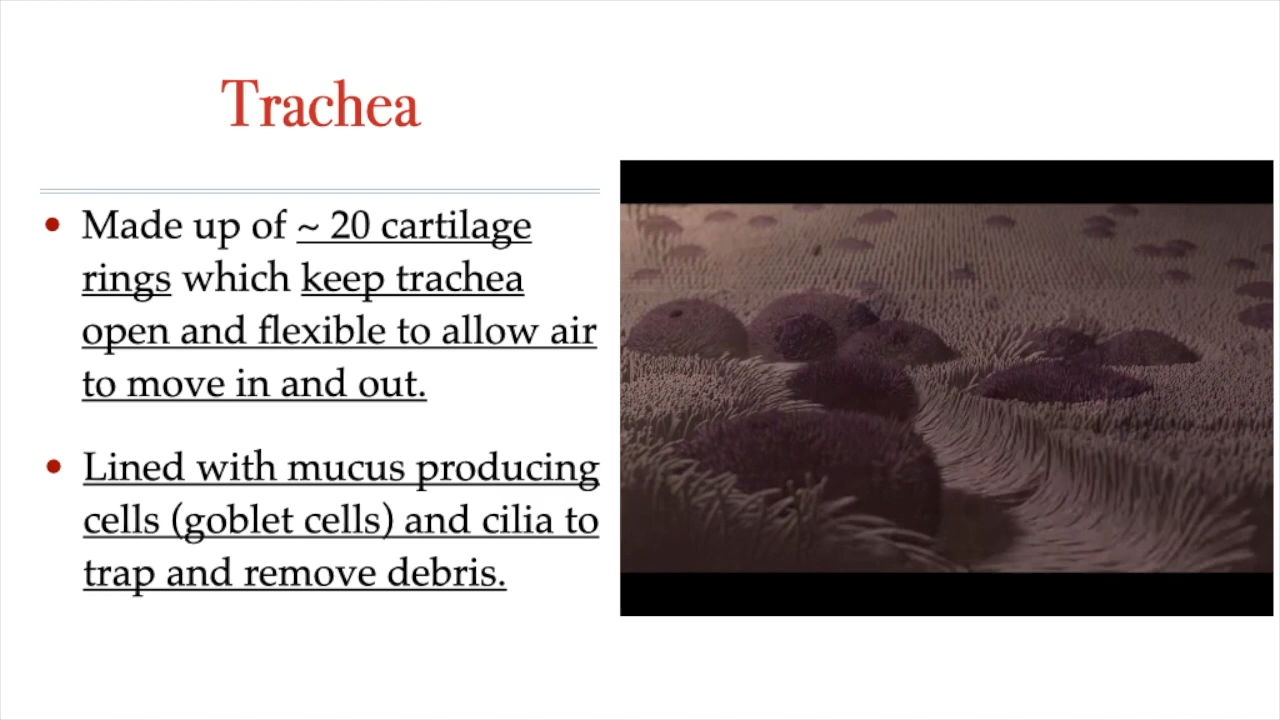 Trachea
• Made up of ~ 20 cartilage
rings which keep trachea
open and flexible to allow air
to move in and out.
• Lined with mucus producing
cells (goblet cells) and cilia to
trap and remove debris.